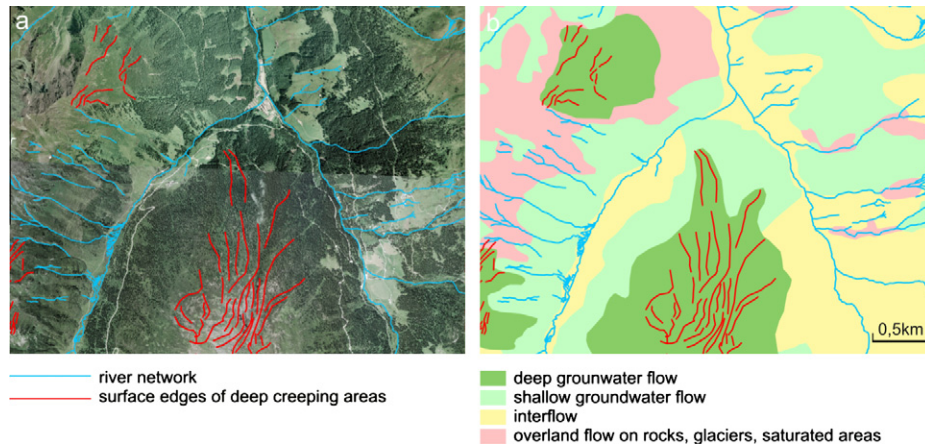 a
b
0,5km
river network
surface edges of deep creeping areas
deep grounwater flow
shallow groundwater flow
interflow
overland flow on rocks, glaciers, saturated areas